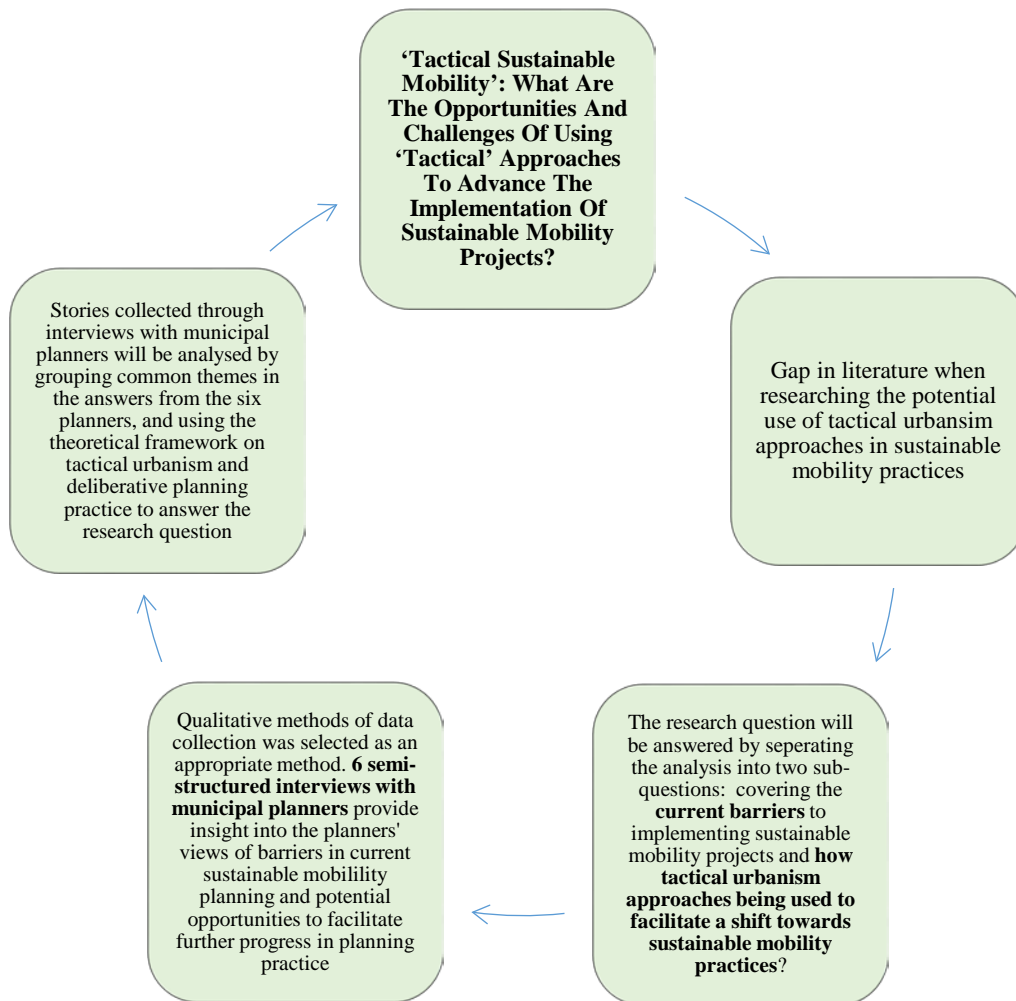 ‘Tactical Sustainable
Mobility’: What Are
The Opportunities And
Challenges Of Using
‘Tactical’ Approaches
To Advance The
Implementation Of
Sustainable Mobility
Projects?
Gap in literature when
researching the potential
use of tactical urbansim
approaches in sustainable
mobility practices
The research question will
be answered by seperating
the analysis into two sub-
questions:  covering the
current barriers to
implementing sustainable
mobility projects and how
tactical urbanism
approaches being used to
facilitate a shift towards
sustainable mobility
practices?
Qualitative methods of data
collection was selected as an
appropriate method. 6 semi-
structured interviews with
municipal planners provide
insight into the planners'
views of barriers in current
sustainable mobilility
planning and potential
opportunities to facilitate
further progress in planning
practice
Stories collected through
interviews with municipal
planners will be analysed by
grouping common themes in
the answers from the six
planners, and using the
theoretical framework on
tactical urbanism and
deliberative planning
practice to answer the
research question